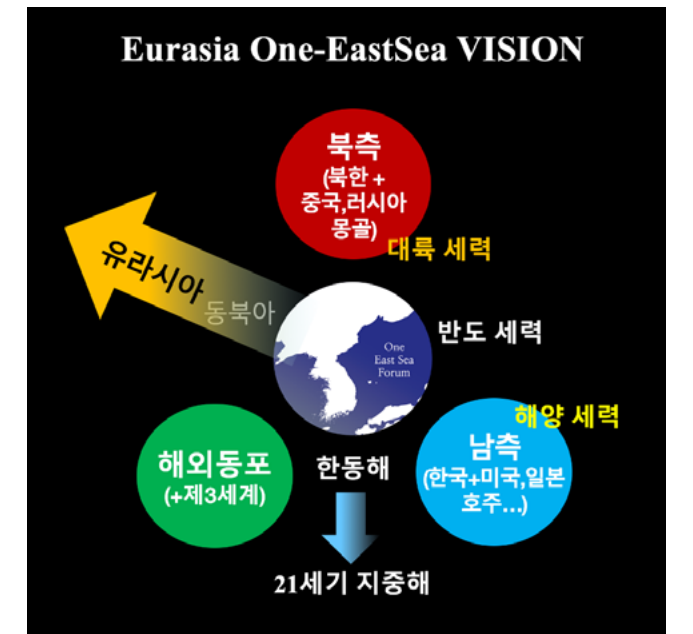 Eurasia One-EastSea VISION
북측
(북한 +
중국,러시아
몽골)
대륙 세력
유라시아
동북아
One
East Sea
Forum
반도 세력
해양 세력
해외동포
(+제3세계)
한동해
남측
(한국+미국,일본
호주...)
21세기 지중해